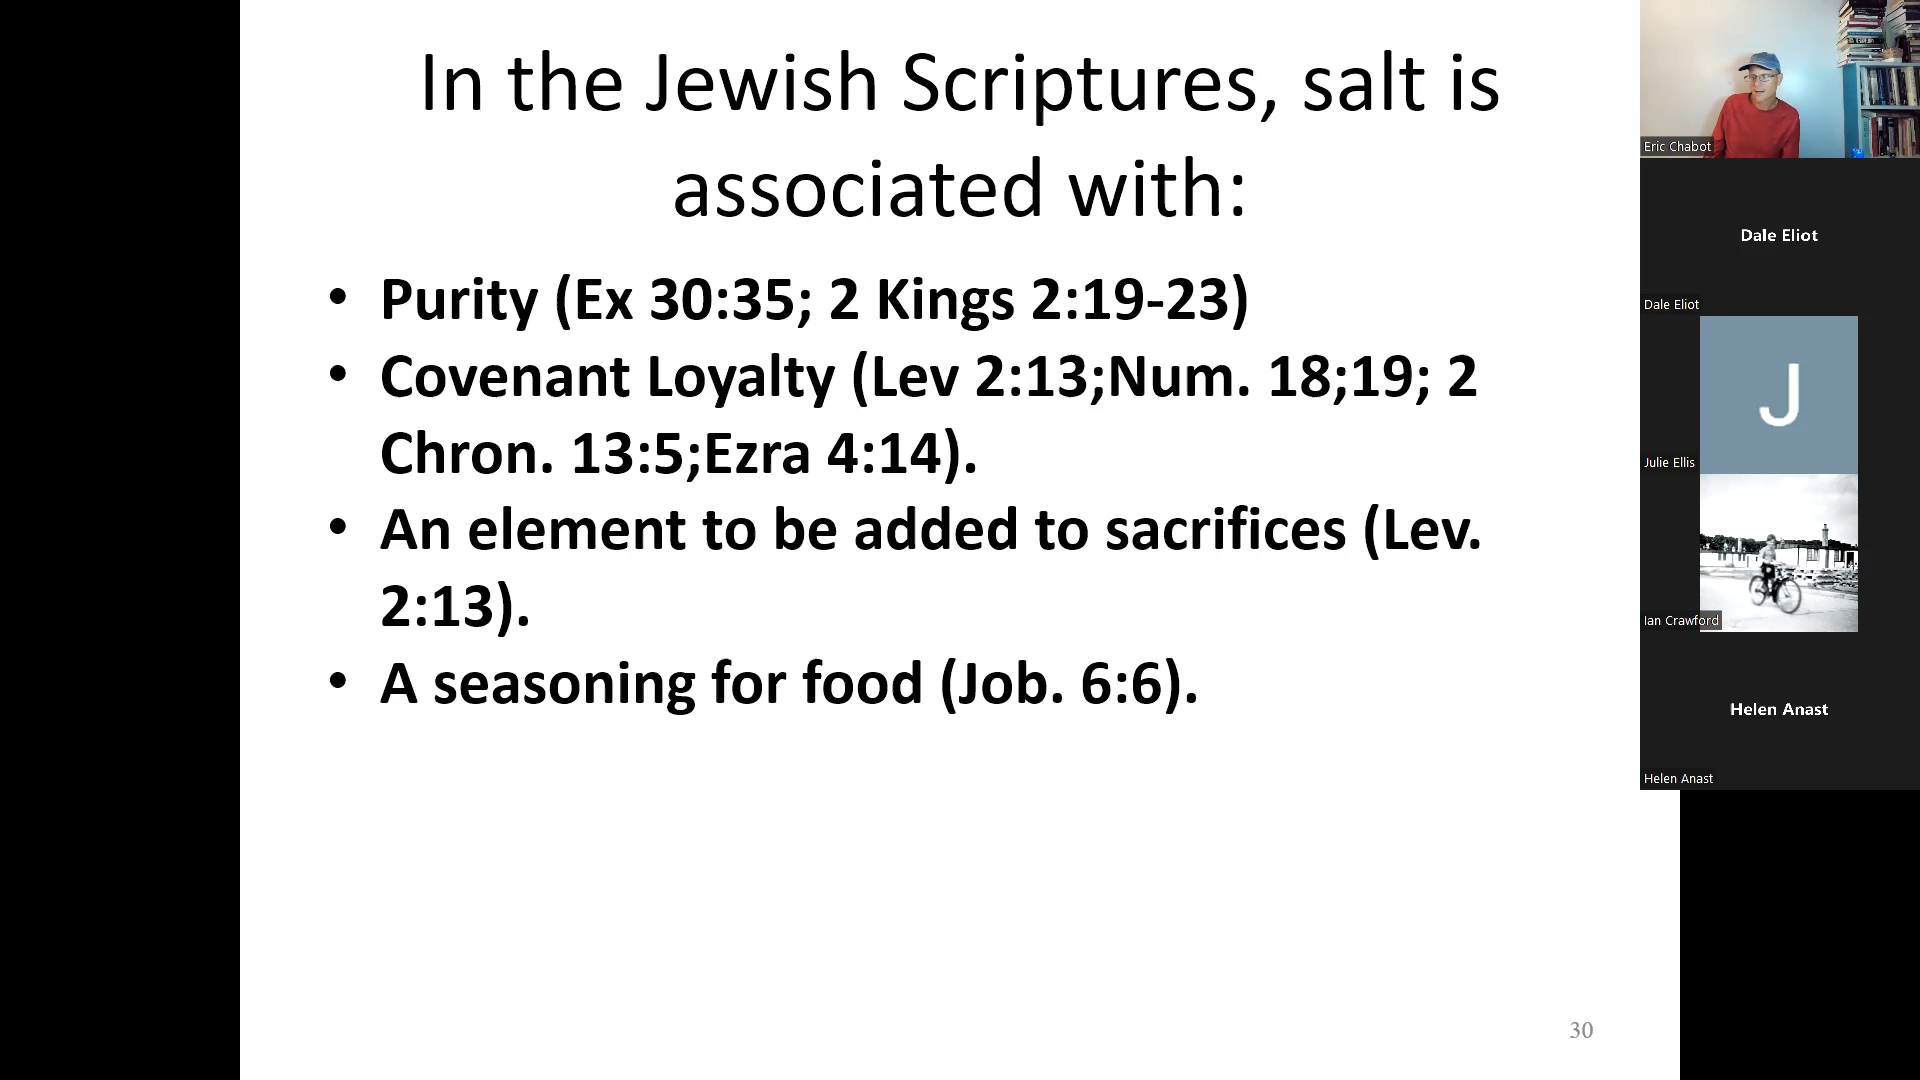 In the Jewish Scriptures, salt is
associated with:
• Purity (Ex 30:35; 2 Kings 2:19-23)
• Covenant Loyalty (Lev 2:13;Num. 18;19; 2
Chron. 13:5;Ezra 4:14).
• An element to be added to sacrifices (Lev.
2:13).
• A seasoning for food (Job. 6:6).
30
Eric Chabot
Dale Eliot
Dale Eliot
J
Julie Ellis
Ian Crawford
Helen Anast
Helen Anast